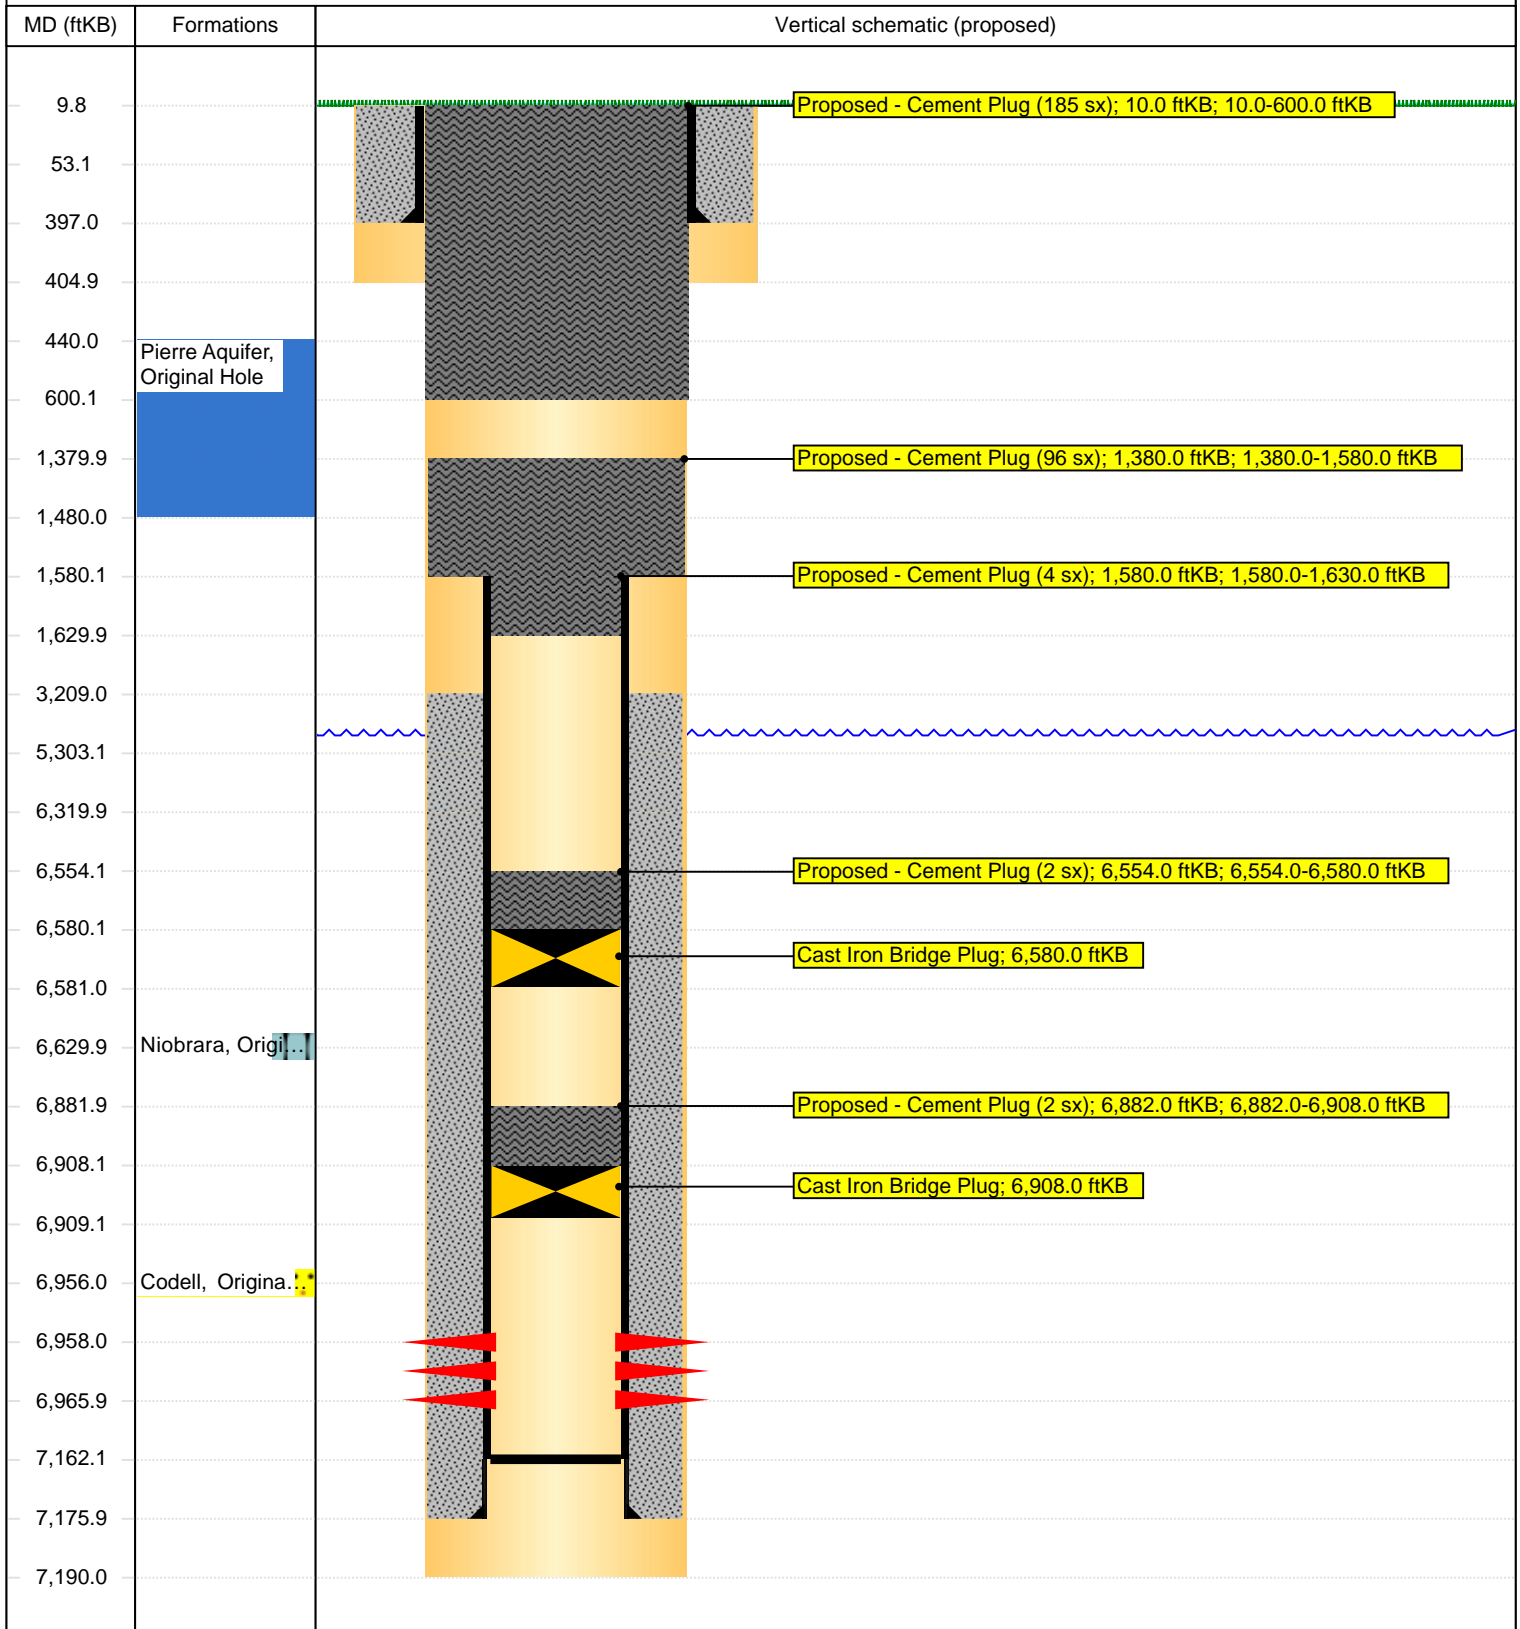 MD (ftKB) Formations Vertical schematic (proposed)
9.8 Proposed - Cement Plug (185 sx); 10.0 ftKB; 10.0-600.0 ftKB
53.1
397.0
404.9
440.0
Pierre Aquifer,
Original Hole
600.1
1,379.9 Proposed - Cement Plug (96 sx); 1,380.0 ftKB; 1,380.0-1,580.0 ftKB
1,480.0
1,580.1 Proposed - Cement Plug (4 sx); 1,580.0 ftKB; 1,580.0-1,630.0 ftKB
1,629.9
3,209.0
5,303.1
6,319.9
6,554.1 Proposed - Cement Plug (2 sx); 6,554.0 ftKB; 6,554.0-6,580.0 ftKB
6,580.1
Cast Iron Bridge Plug; 6,580.0 ftKB
6,581.0
6,629.9 Niobrara, Origi...
6,881.9 Proposed - Cement Plug (2 sx); 6,882.0 ftKB; 6,882.0-6,908.0 ftKB
6,908.1
Cast Iron Bridge Plug; 6,908.0 ftKB
6,909.1
6,956.0 Codell, Origina...
6,958.0
6,965.9
7,162.1
7,175.9
7,190.0